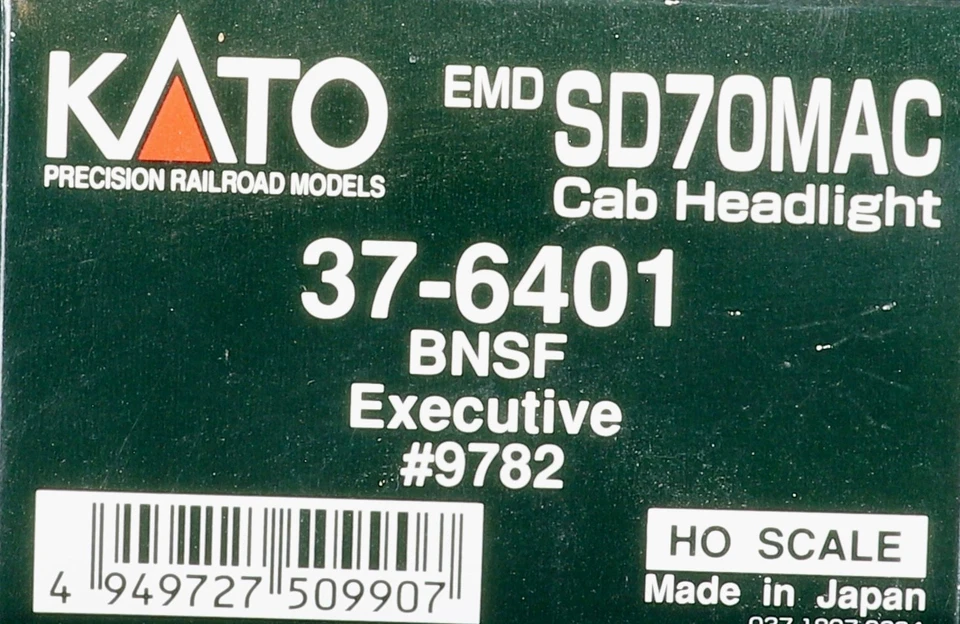 KATO
PRECISION RAILROAD MODELS
EMD SD70MAC
Cab Headlight
37-6401
BNSF
Executive
#9782
4 949727 509907
HO SCALE
Made in Japan